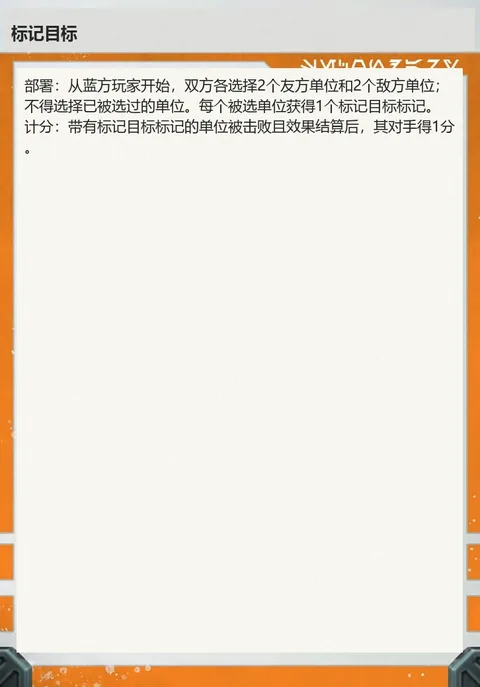 标记目标
部署：从蓝方玩家开始，双方各选择2个友方单位和2个敌方单位；
不得选择已被选过的单位。每个被选单位获得1个标记目标标记。
计分：带有标记目标标记的单位被击败且效果结算后，其对手得1分
。